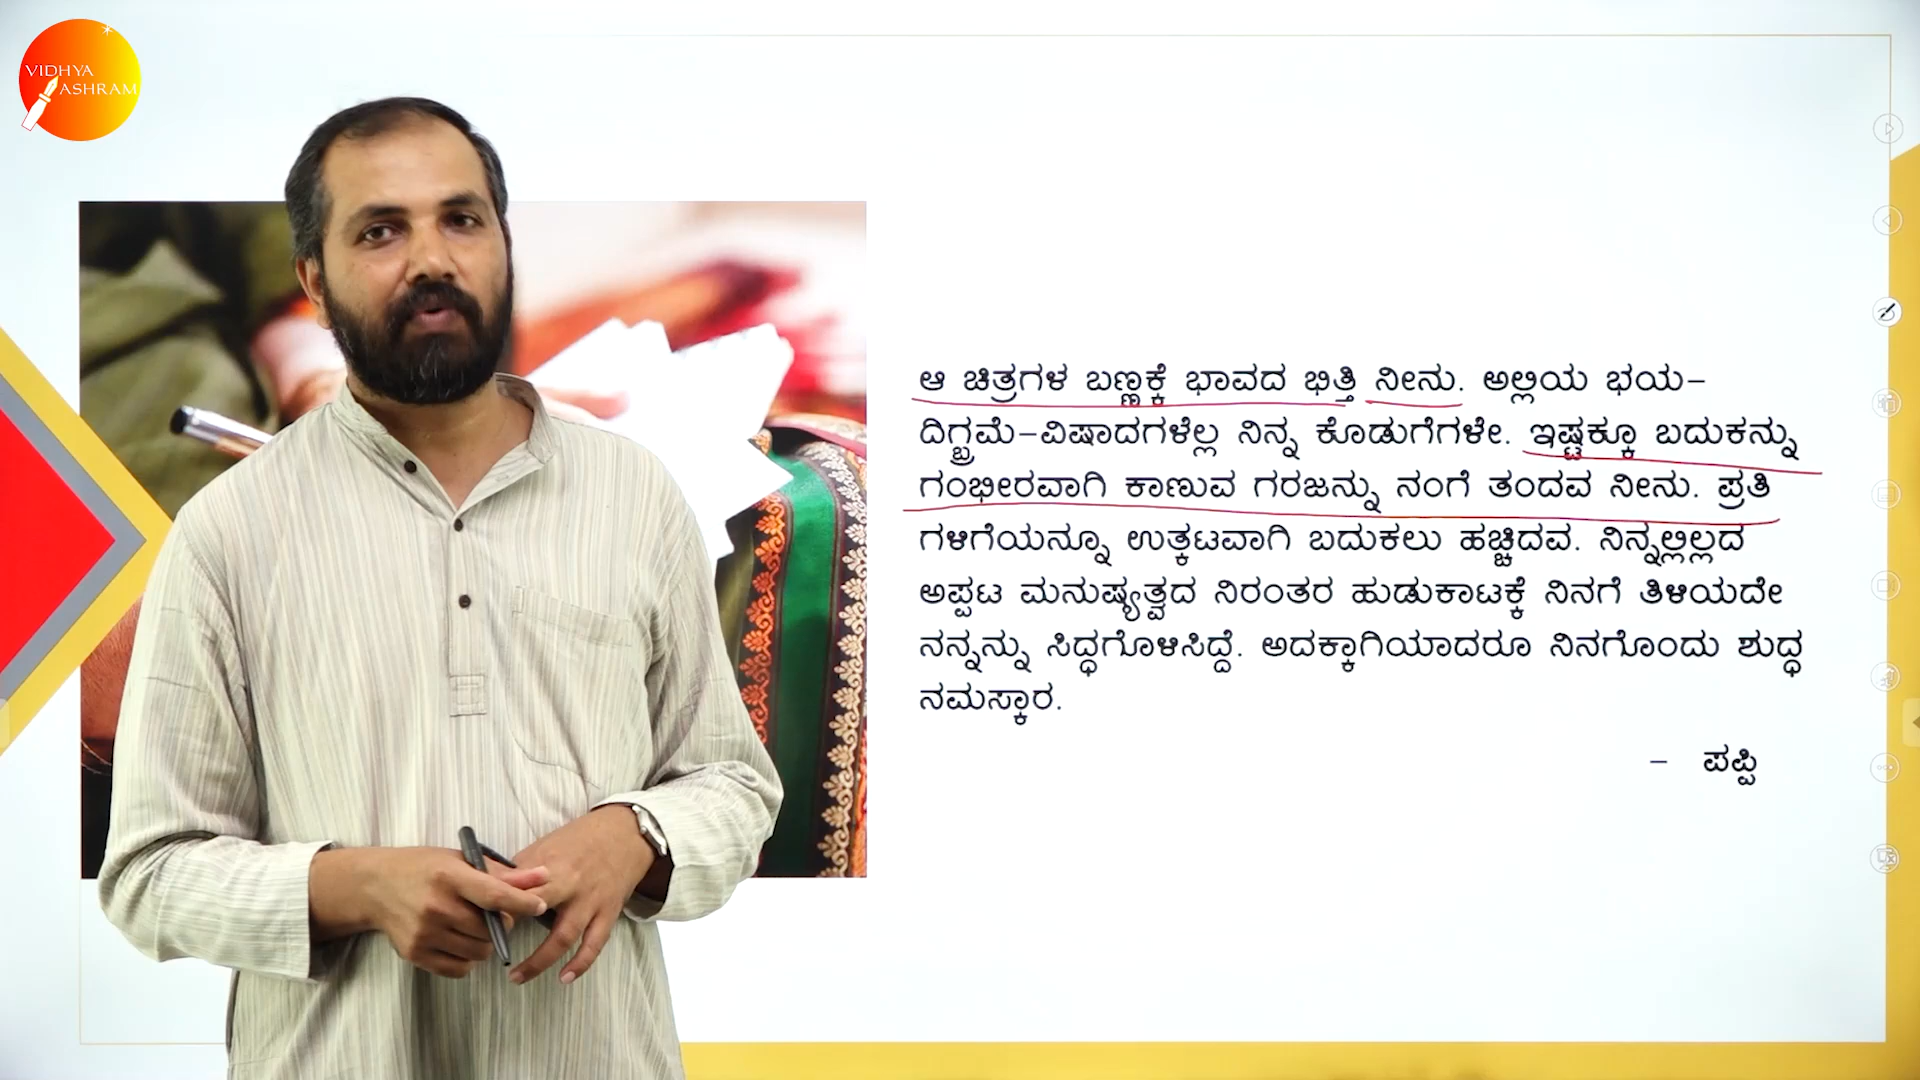 VIDHYA
ASHRAM
ಆ ಚಿತ್ರಗಳ ಬಣ್ಣಕ್ಕೆ ಭಾವದ ಭಿತ್ತಿ ನೀನು. ಅಲ್ಲಿಯ ಭಯ–
ದಿಗ್ಭ್ರಮೆ–ವಿಷಾದಗಳೆಲ್ಲ ನಿನ್ನ ಕೊಡುಗೆಗಳೇ. ಇಷ್ಟಕ್ಕೂ ಬದುಕನ್ನು
ಗಂಭೀರವಾಗಿ ಕಾಣುವ ಗರಜನ್ನು ನಂಗೆ ತಂದವ ನೀನು. ಪ್ರತಿ
ಗಳಿಗೆಯನ್ನೂ ಉತ್ಕಟವಾಗಿ ಬದುಕಲು ಹಚ್ಚಿದವ. ನಿನ್ನಲ್ಲಿಲ್ಲದ
ಅಪ್ಪಟ ಮನುಷ್ಯತ್ವದ ನಿರಂತರ ಹುಡುಕಾಟಕ್ಕೆ ನಿನಗೆ ತಿಳಿಯದೇ
ನನ್ನನ್ನು ಸಿದ್ಧಗೊಳಿಸಿದ್ದೆ. ಅದಕ್ಕಾಗಿಯಾದರೂ ನಿನಗೊಂದು ಶುದ್ಧ
ನಮಸ್ಕಾರ.
– ಪಪ್ಪಿ